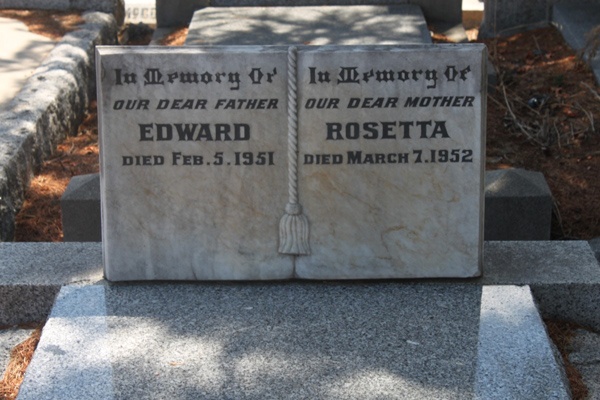 In Memory Of
OUR DEAR FATHER
EDWARD
DIED FEB. 5. 1951
In Memory Of
OUR DEAR MOTHER
ROSETTA
DIED MARCH 7. 1952